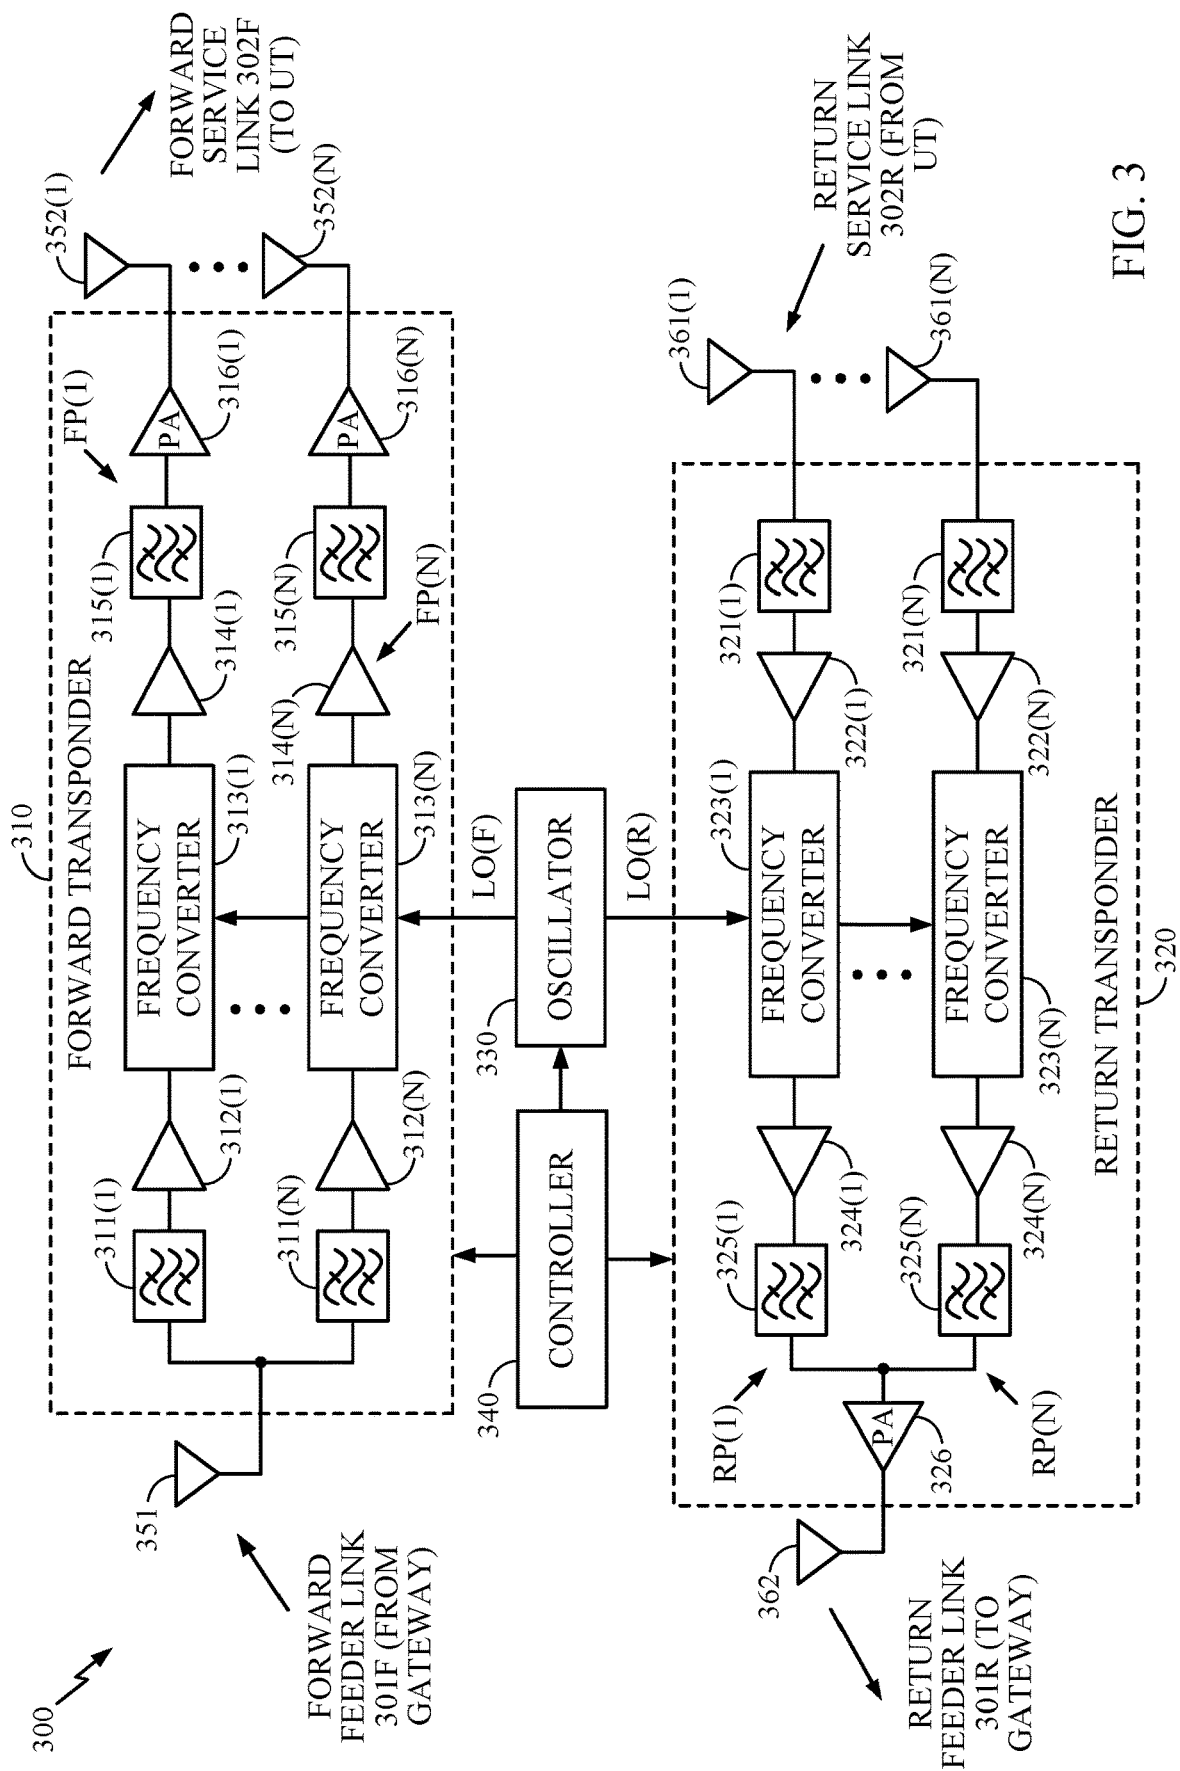 300
310
FORWARD TRANSPONDER
FORWARD
FEEDER LINK
301F (FROM
GATEWAY)
351
311(1)
312(1)
FREQUENCY
CONVERTER
313(1)
314(1)
315(1)
FP(1)
PA
316(1)
352(1)
FORWARD
SERVICE
LINK 302F
(TO UT)
311(N)
312(N)
FREQUENCY
CONVERTER
313(N)
314(N)
315(N)
FP(N)
PA
316(N)
352(N)
LO(F)
340
CONTROLLER
330
OSCILLATOR
LO(R)
RETURN
SERVICE LINK
302R (FROM
UT)
361(1)
321(1)
322(1)
323(1)
FREQUENCY
CONVERTER
324(1)
325(1)
RP(1)
361(N)
321(N)
322(N)
FREQUENCY
CONVERTER
323(N)
324(N)
325(N)
RP(N)
PA
326
362
RETURN
FEEDER LINK
301R (TO
GATEWAY)
RETURN TRANSPONDER
320
FIG. 3